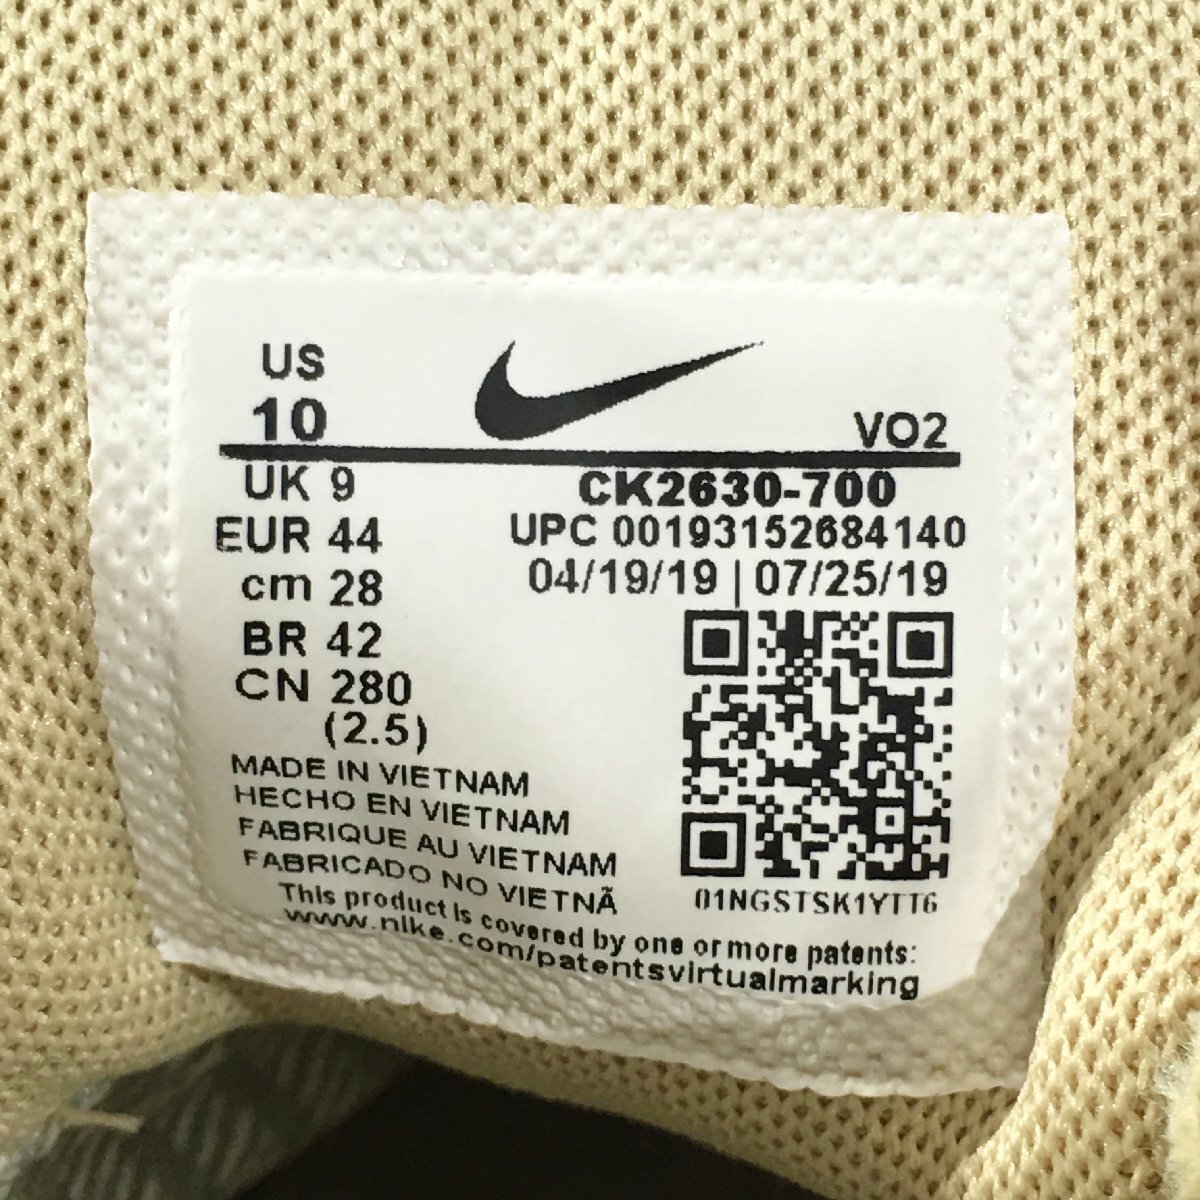 US
10
VO2
UK 9
CK2630-700
EUR 44
UPC 00193152684140
cm 28
04/19/19 | 07/25/19
BR 42
CN 280
(2.5)
MADE IN VIETNAM
HECHO EN VIETNAM
FABRIQUE AU VIETNAM
FABRICADO NO VIETNÃ
01NGSTSK1YTT6
This product is covered by one or more patents:
www.nike.com/patentsvirtualmarking